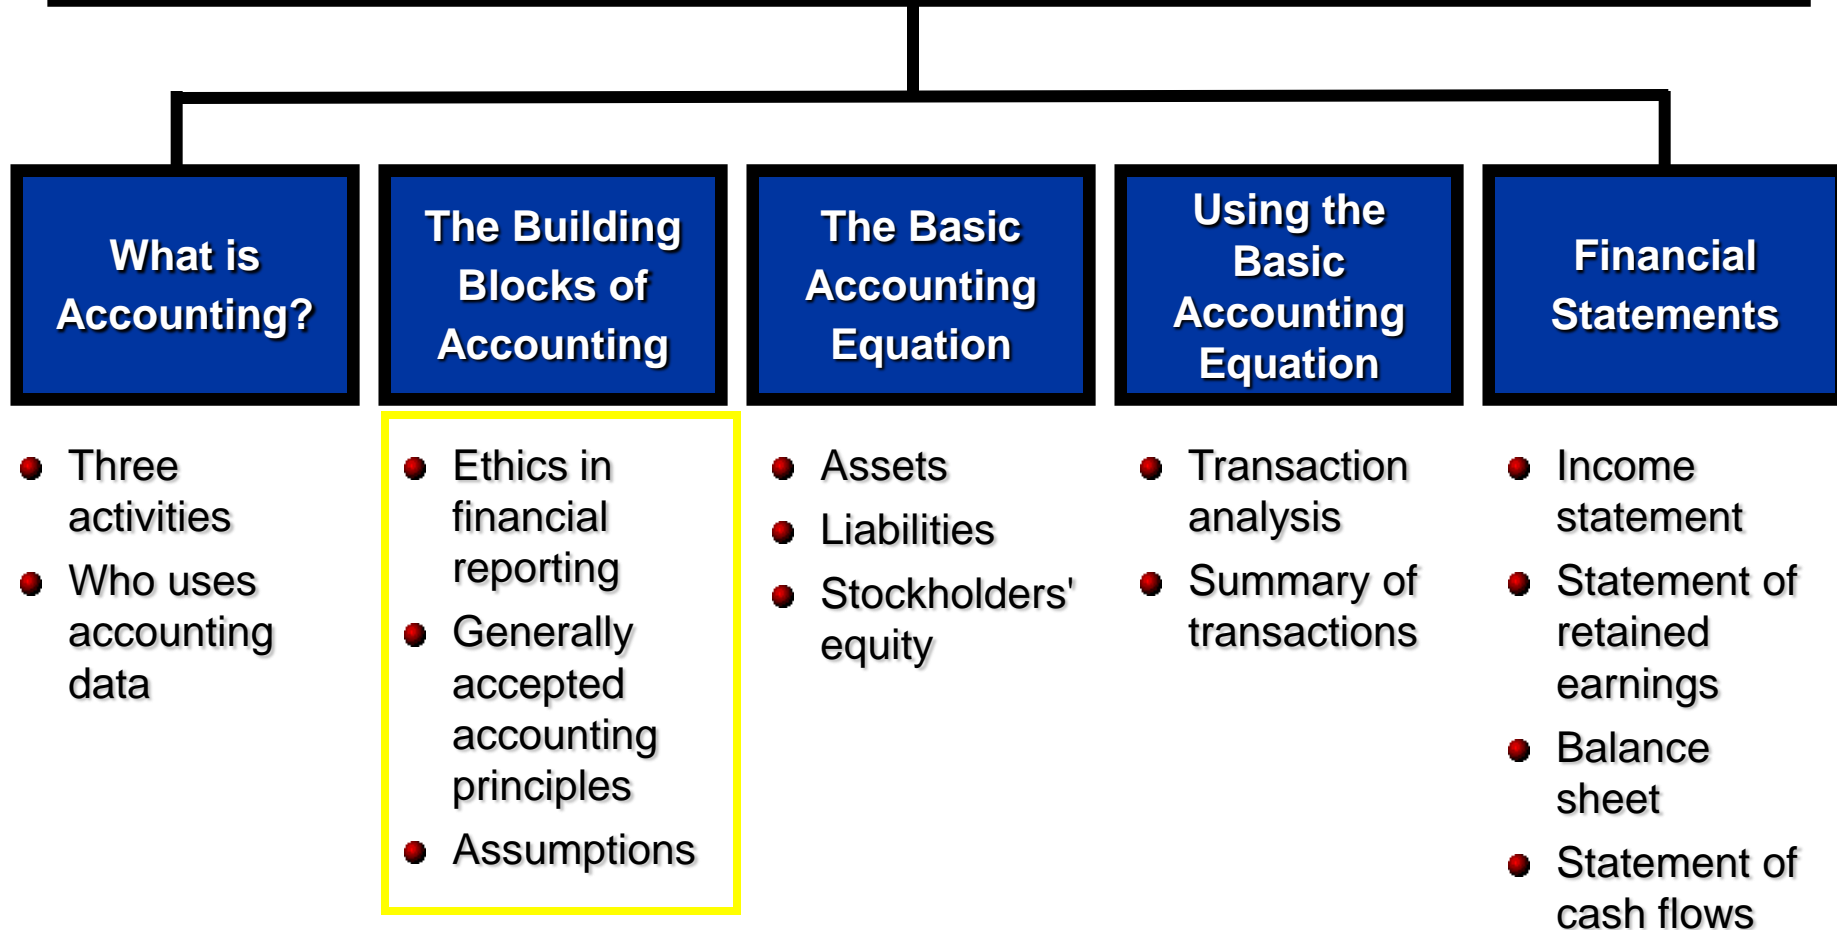 What is
Accounting?
The Building
Blocks of
Accounting
The Basic
Accounting
Equation
Using the
Basic
Accounting
Equation
Financial
Statements
Three
activities
Who uses
accounting
data
Ethics in
financial
reporting
Generally
accepted
accounting
principles
Assumptions
Assets
Liabilities
Stockholders'
equity
Transaction
analysis
Summary of
transactions
Income
statement
Statement of
retained
earnings
Balance
sheet
Statement of
cash flows